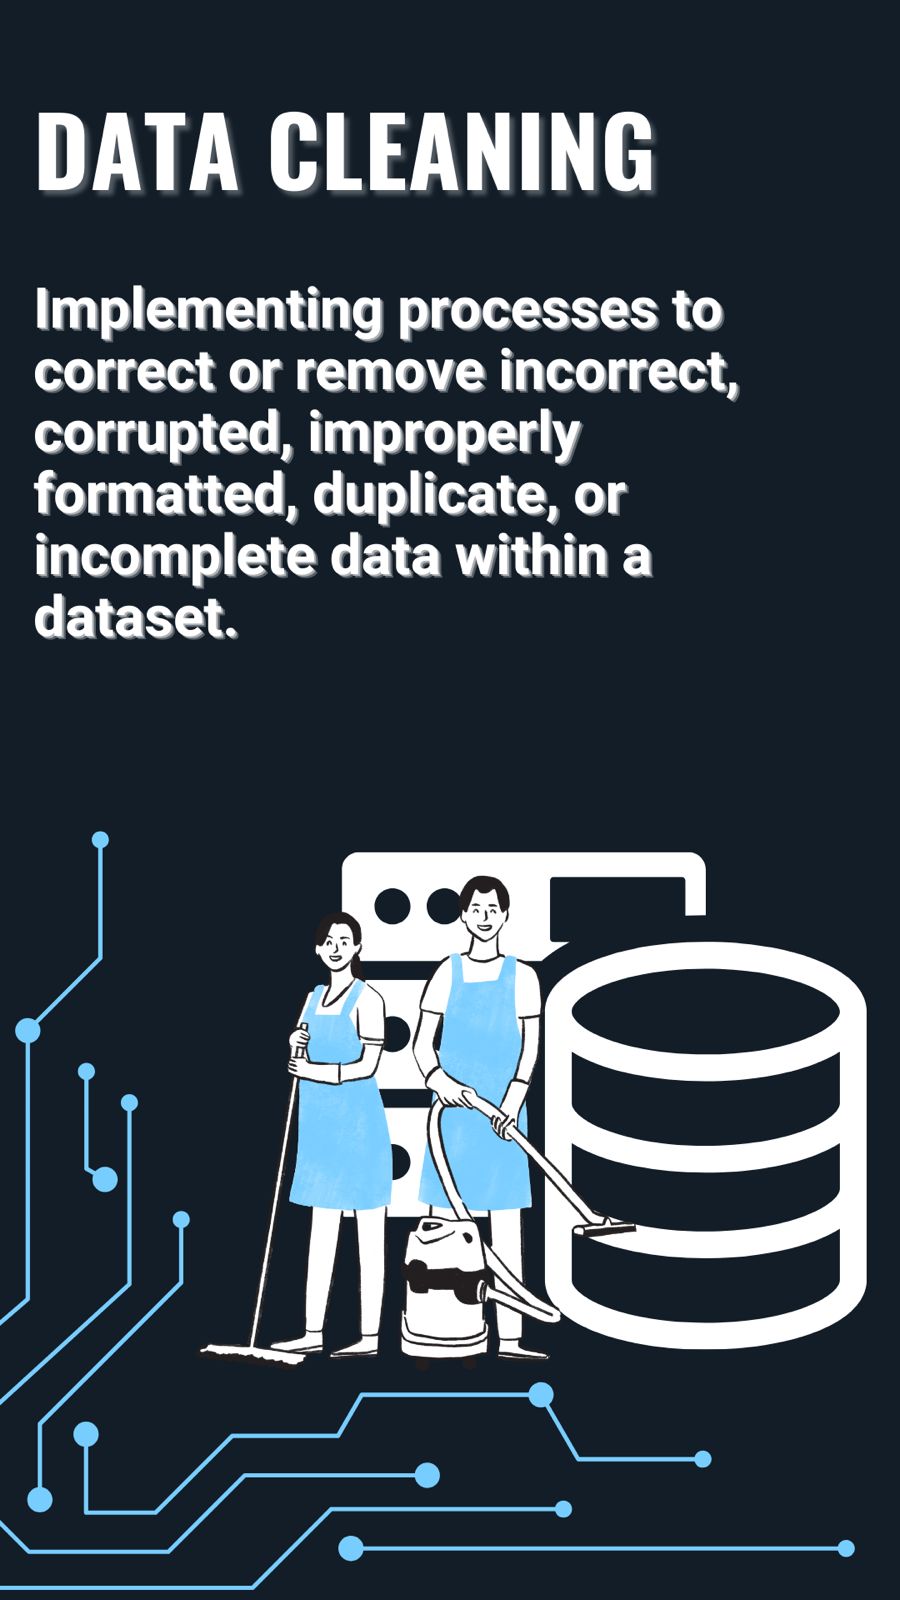 DATA CLEANING
Implementing processes to
correct or remove incorrect,
corrupted, improperly
formatted, duplicate, or
incomplete data within a
dataset.